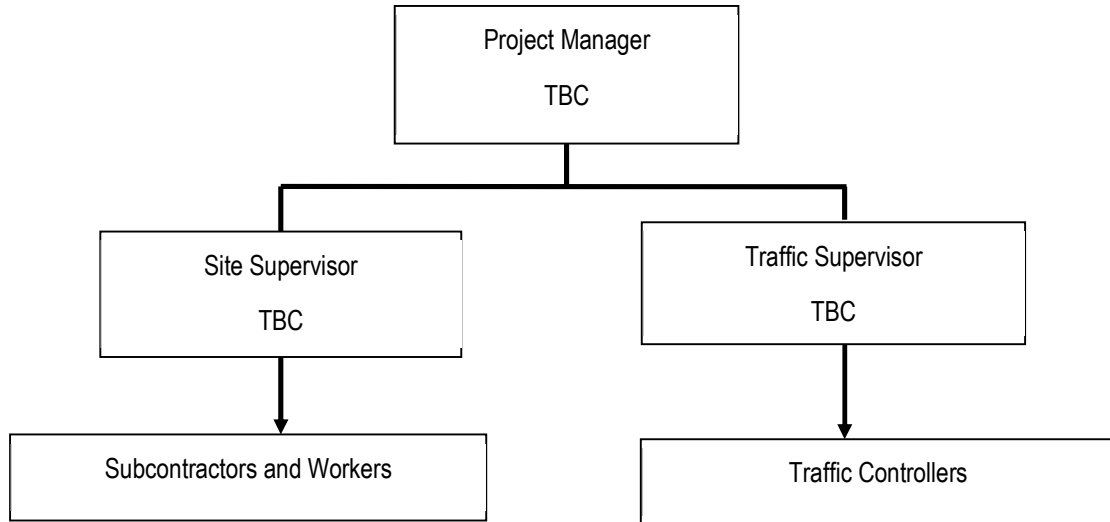 Project Manager
TBC
Site Supervisor
TBC
Traffic Supervisor
TBC
Subcontractors and Workers
Traffic Controllers